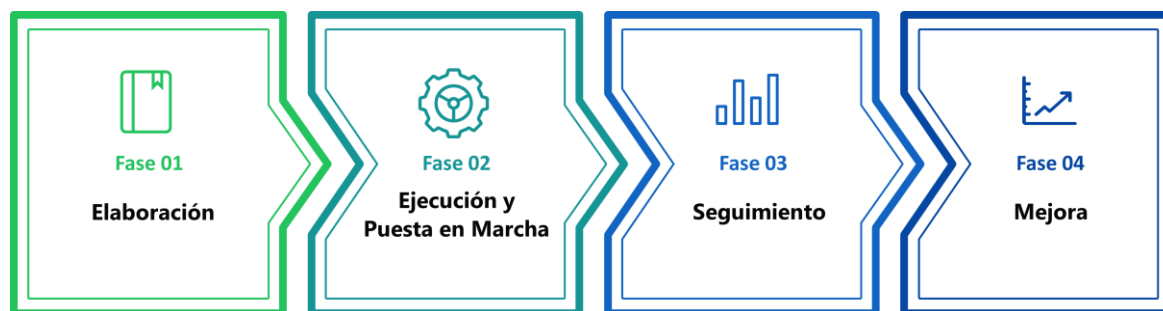 Fase 01
Elaboración
Fase 02
Ejecución y
Puesta en Marcha
Fase 03
Seguimiento
Fase 04
Mejora